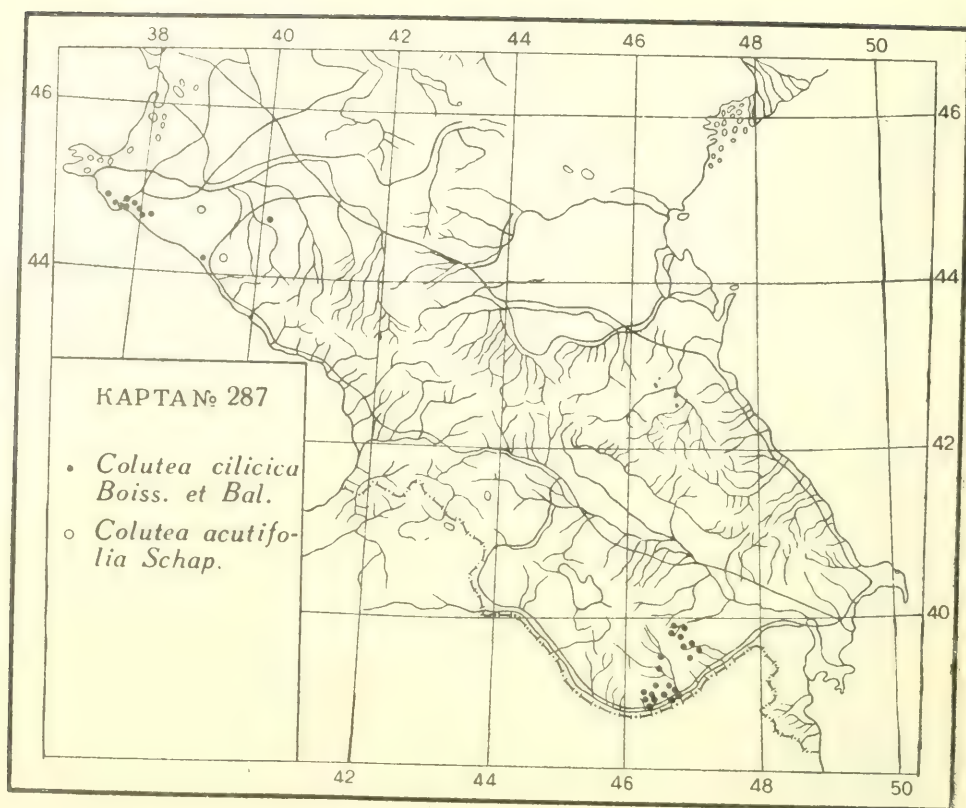 38 40 42 44 46 48 50
46 46
44 44
КАРТА № 287
• Colutea cilicica
Boiss. et Bal.
○ Colutea acutifo-
lia Schap.
42
40
42 44 46 48 50